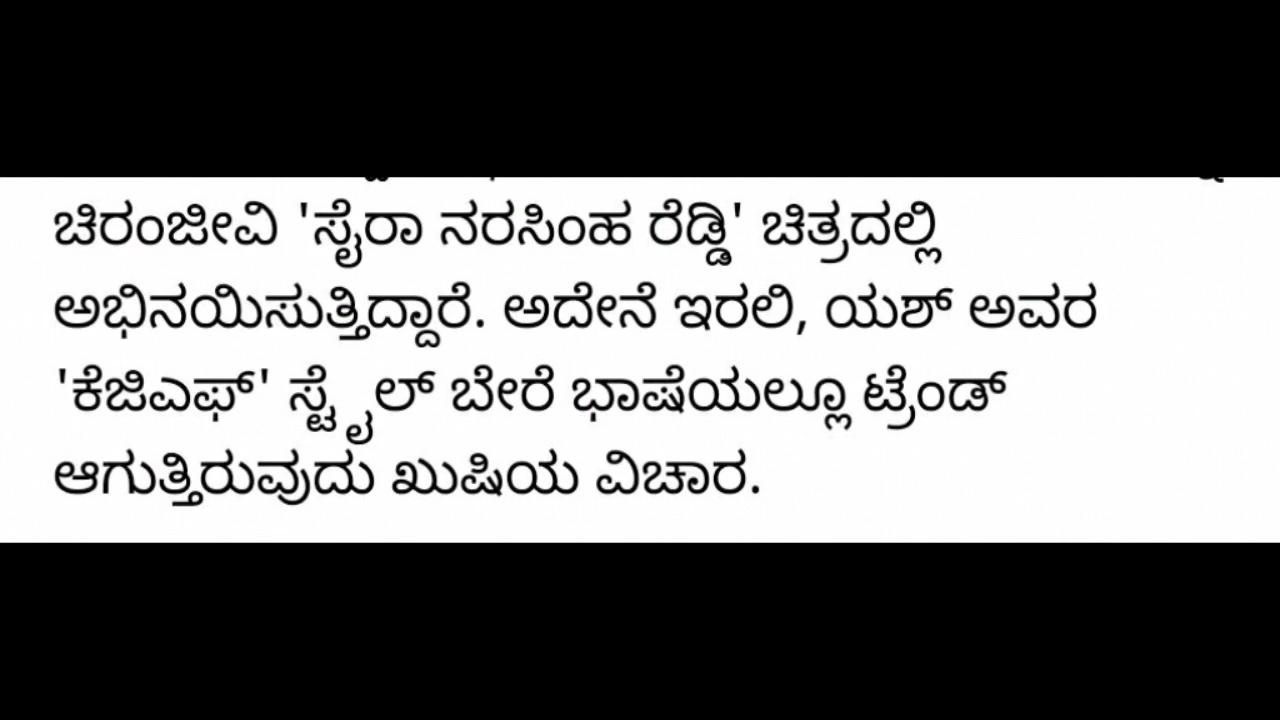 ಚಿರಂಜೀವಿ 'ಸೈರಾ ನರಸಿಂಹ ರೆಡ್ಡಿ' ಚಿತ್ರದಲ್ಲಿ
ಅಭಿನಯಿಸುತ್ತಿದ್ದಾರೆ. ಅದೇನೆ ಇರಲಿ, ಯಶ್ ಅವರ
'ಕೆಜಿಎಫ್' ಸ್ಟೈಲ್ ಬೇರೆ ಭಾಷೆಯಲ್ಲೂ ಟ್ರೆಂಡ್
ಆಗುತ್ತಿರುವುದು ಖುಷಿಯ ವಿಚಾರ.